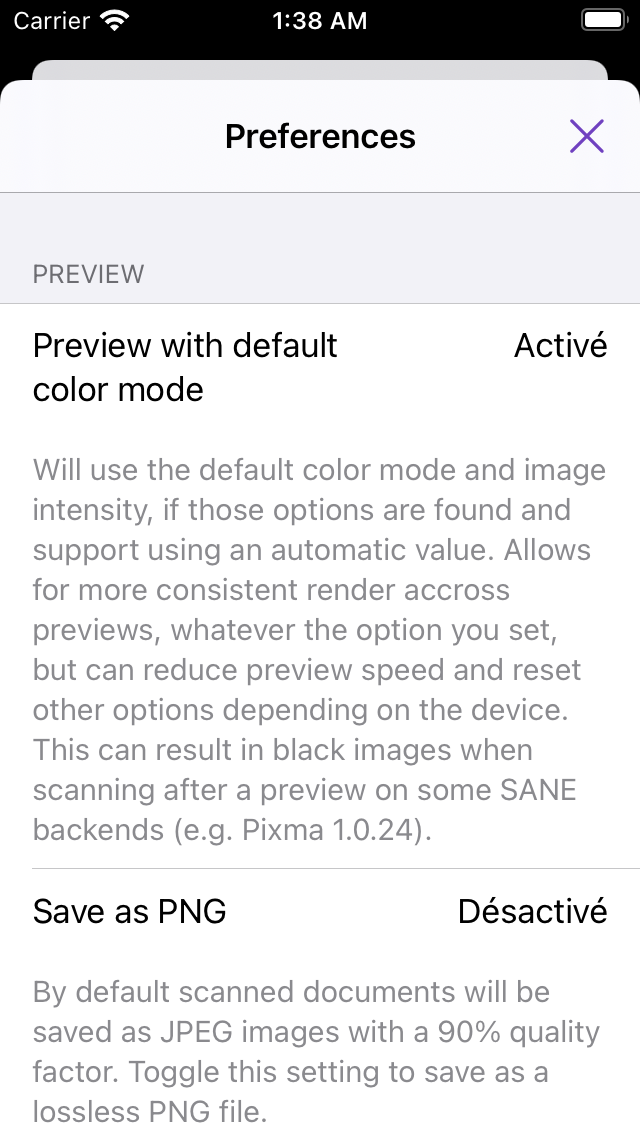 Carrier 1:38 AM
Preferences
PREVIEW
Preview with default Activé
color mode
Will use the default color mode and image
intensity, if those options are found and
support using an automatic value. Allows
for more consistent render accross
previews, whatever the option you set,
but can reduce preview speed and reset
other options depending on the device.
This can result in black images when
scanning after a preview on some SANE
backends (e.g. Pixma 1.0.24).
Save as PNG Désactivé
By default scanned documents will be
saved as JPEG images with a 90% quality
factor. Toggle this setting to save as a
lossless PNG file.